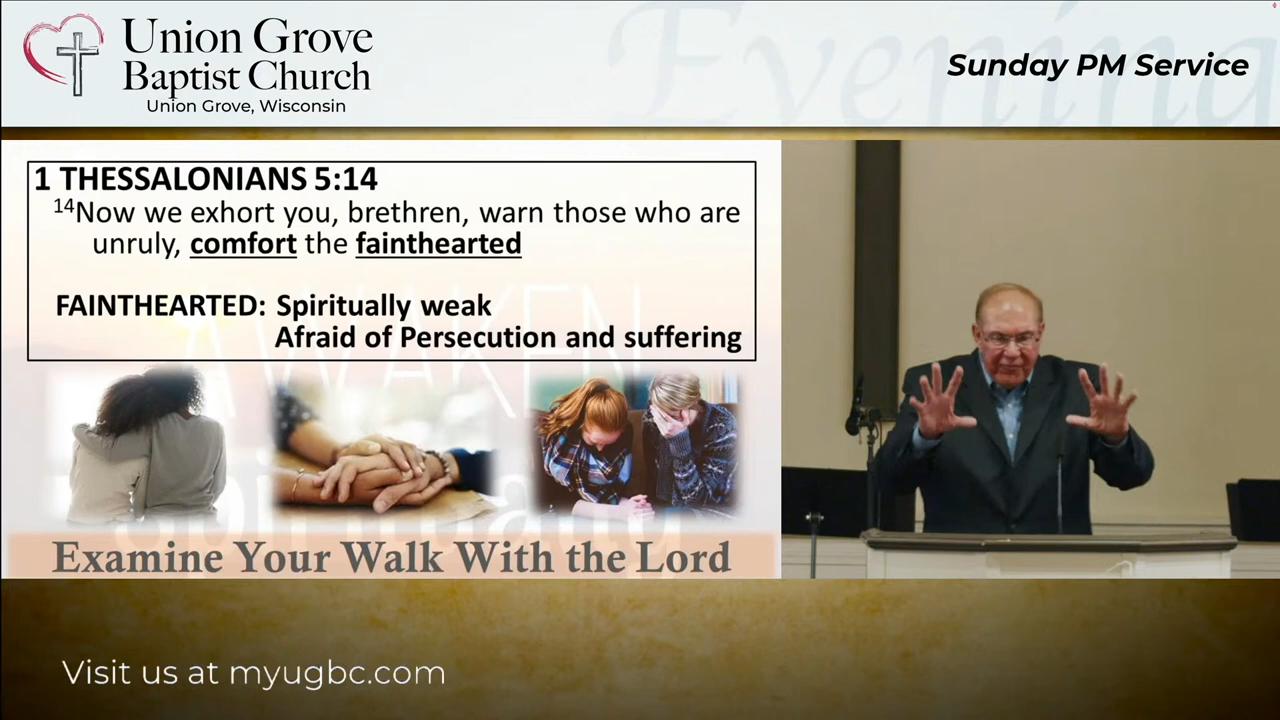 Union Grove
Baptist Church
Union Grove, Wisconsin
Evening
Sunday PM Service
1 THESSALONIANS 5:14
14Now we exhort you, brethren, warn those who are
unruly, comfort the fainthearted
FAINTHEARTED: Spiritually weak
Afraid of Persecution and suffering
AWAKEN
Examine Your Walk With the Lord
Visit us at myugbc.com